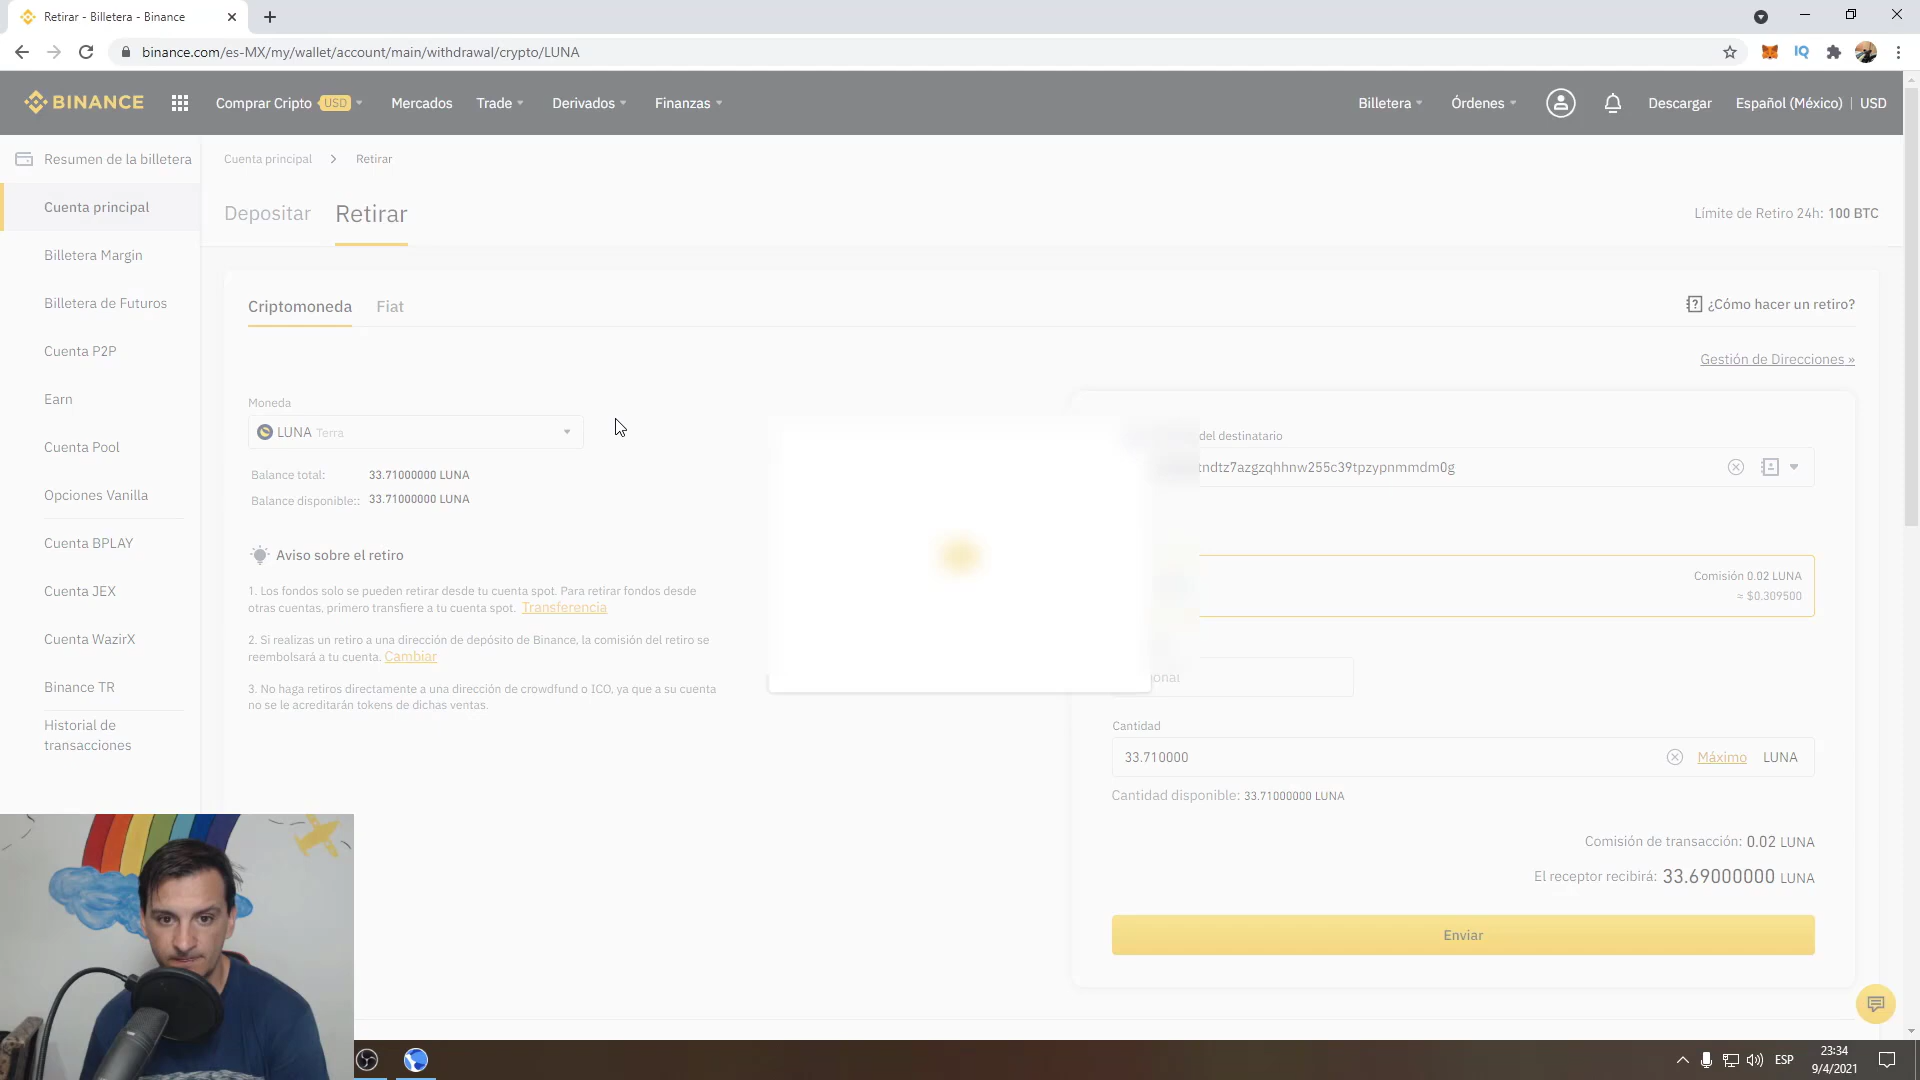 Retirar - Billetera - Binance
binance.com/es-MX/my/wallet/account/main/withdrawal/crypto/LUNA
IQ
BINANCE
Comprar Cripto USD
Mercados
Trade
Derivados
Finanzas
Billetera
Órdenes
Descargar
Español (México) | USD
Resumen de la billetera
Cuenta principal
Billetera Margin
Billetera de Futuros
Cuenta P2P
Earn
Cuenta Pool
Opciones Vanilla
Cuenta BPLAY
Cuenta JEX
Cuenta WazirX
Binance TR
Historial de
transacciones
Cuenta principal > Retirar
Depositar
Retirar
Límite de Retiro 24h: 100 BTC
Criptomoneda
Fiat
¿Cómo hacer un retiro?
Gestión de Direcciones »
Moneda
LUNA Terra
Balance total: 33.71000000 LUNA
Balance disponible:: 33.71000000 LUNA
Aviso sobre el retiro
1. Los fondos solo se pueden retirar desde tu cuenta spot. Para retirar fondos desde
otras cuentas, primero transfiere a tu cuenta spot. Transferencia
2. Si realizas un retiro a una dirección de depósito de Binance, la comisión del retiro se
reembolsará a tu cuenta. Cambiar
3. No haga retiros directamente a una dirección de crowdfund o ICO, ya que a su cuenta
no se le acreditarán tokens de dichas ventas.
del destinatario
tndtz7azgzqhhnw255c39tpzypnmmdm0g
Comisión 0.02 LUNA
≈ $0.309500
onal
Cantidad
33.710000
Máximo
LUNA
Cantidad disponible: 33.71000000 LUNA
Comisión de transacción: 0.02 LUNA
El receptor recibirá: 33.69000000 LUNA
Enviar
ESP
23:34
9/4/2021